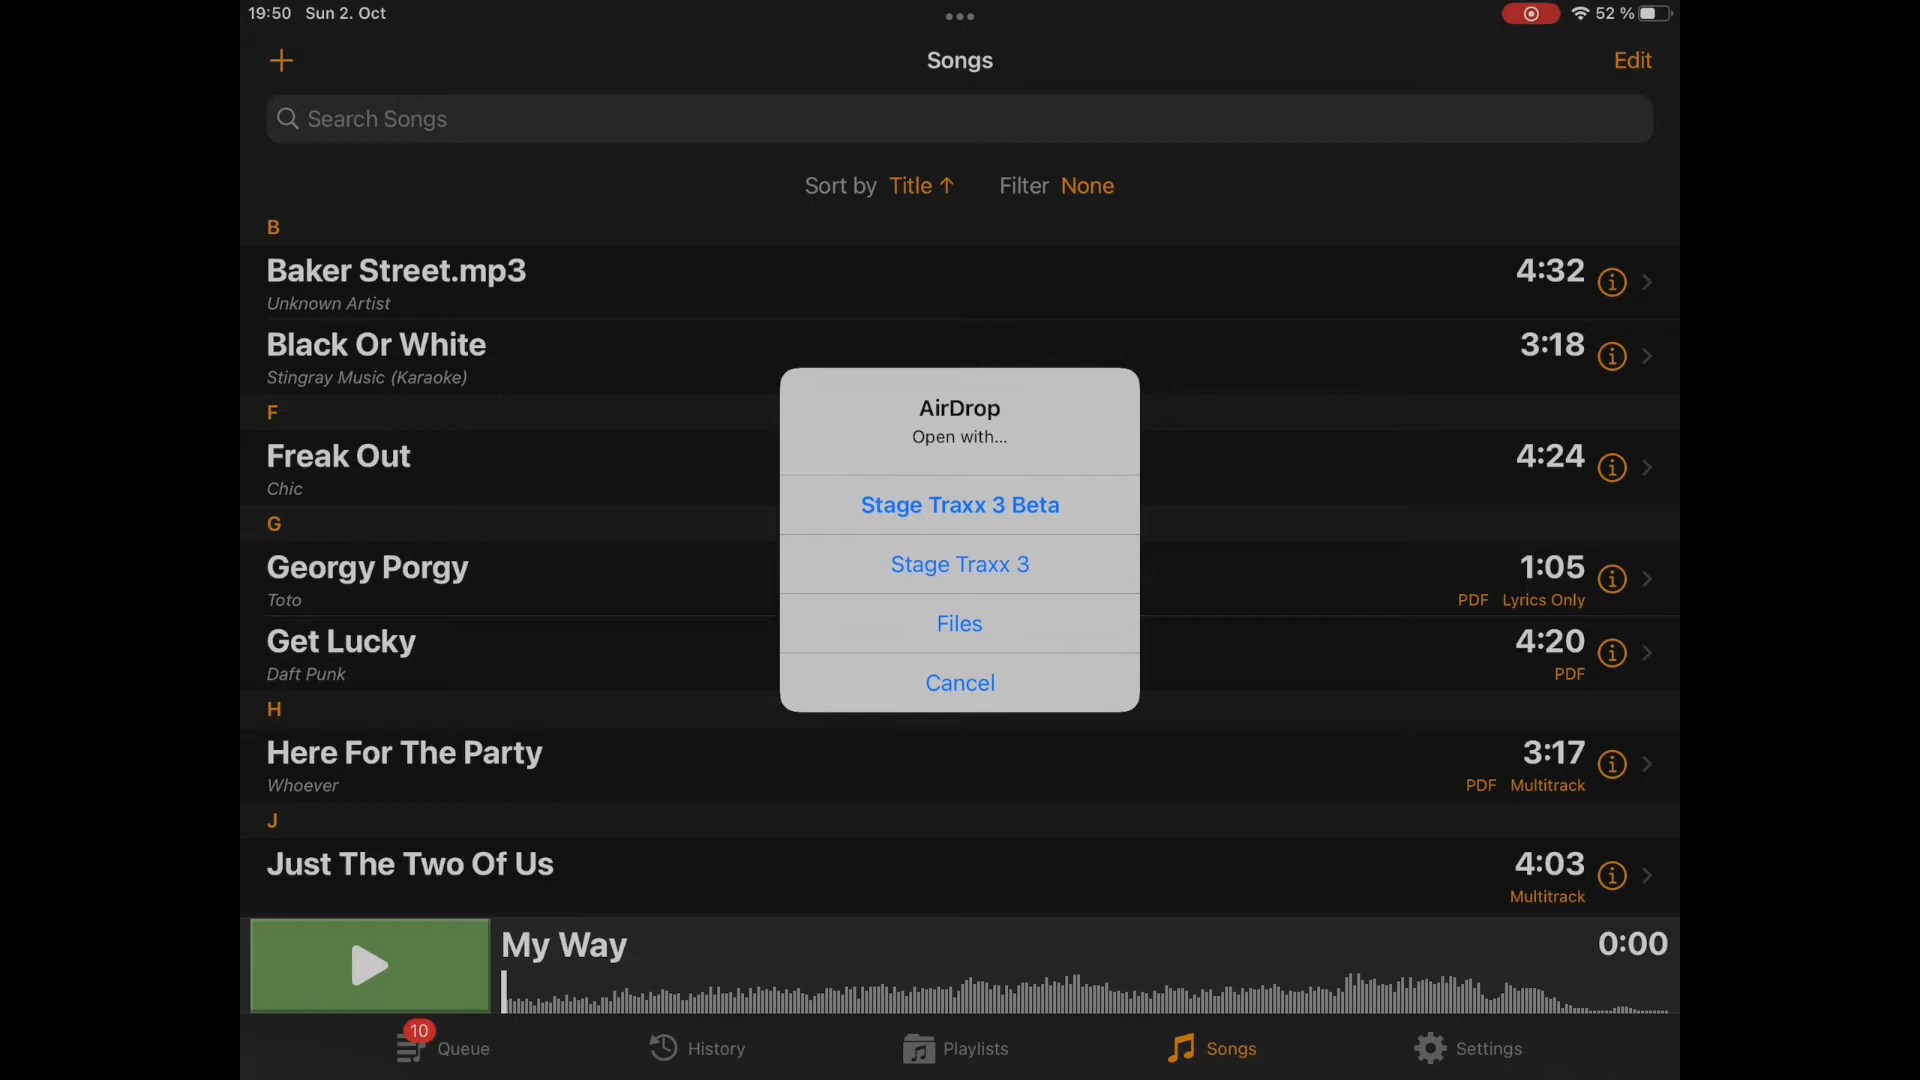 19:50 Sun 2. Oct
52 %
Songs
Edit
Search Songs
Sort by Title ↑ Filter None
B
Baker Street.mp3
4:32
Unknown Artist
Black Or White
3:18
Stingray Music (Karaoke)
F
Freak Out
4:24
Chic
G
Georgy Porgy
1:05
Toto
PDF Lyrics Only
Get Lucky
4:20
Daft Punk
PDF
H
Here For The Party
3:17
Whoever
PDF Multitrack
J
Just The Two Of Us
4:03
Multitrack
AirDrop
Open with...
Stage Traxx 3 Beta
Stage Traxx 3
Files
Cancel
My Way
0:00
10
Queue
History
Playlists
Songs
Settings